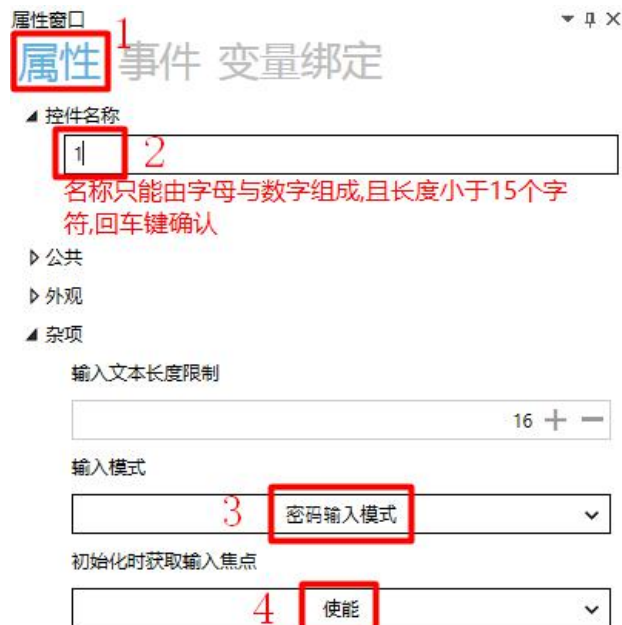 属性窗口
1
属性 事件 变量绑定
控件名称
1 2
名称只能由字母与数字组成,且长度小于15个字
符,回车键确认
公共
外观
杂项
输入文本长度限制
16
输入模式
3 密码输入模式
初始化时获取输入焦点
4 使能